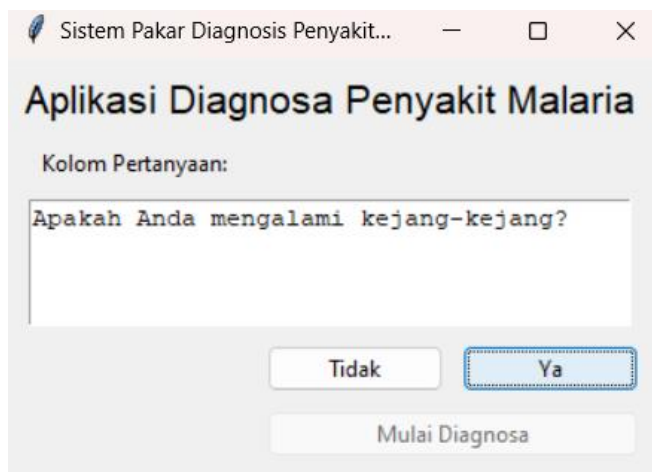 Sistem Pakar Diagnosis Penyakit...
Aplikasi Diagnosa Penyakit Malaria
Kolom Pertanyaan:
Apakah Anda mengalami kejang-kejang?
Tidak Ya
Mulai Diagnosa